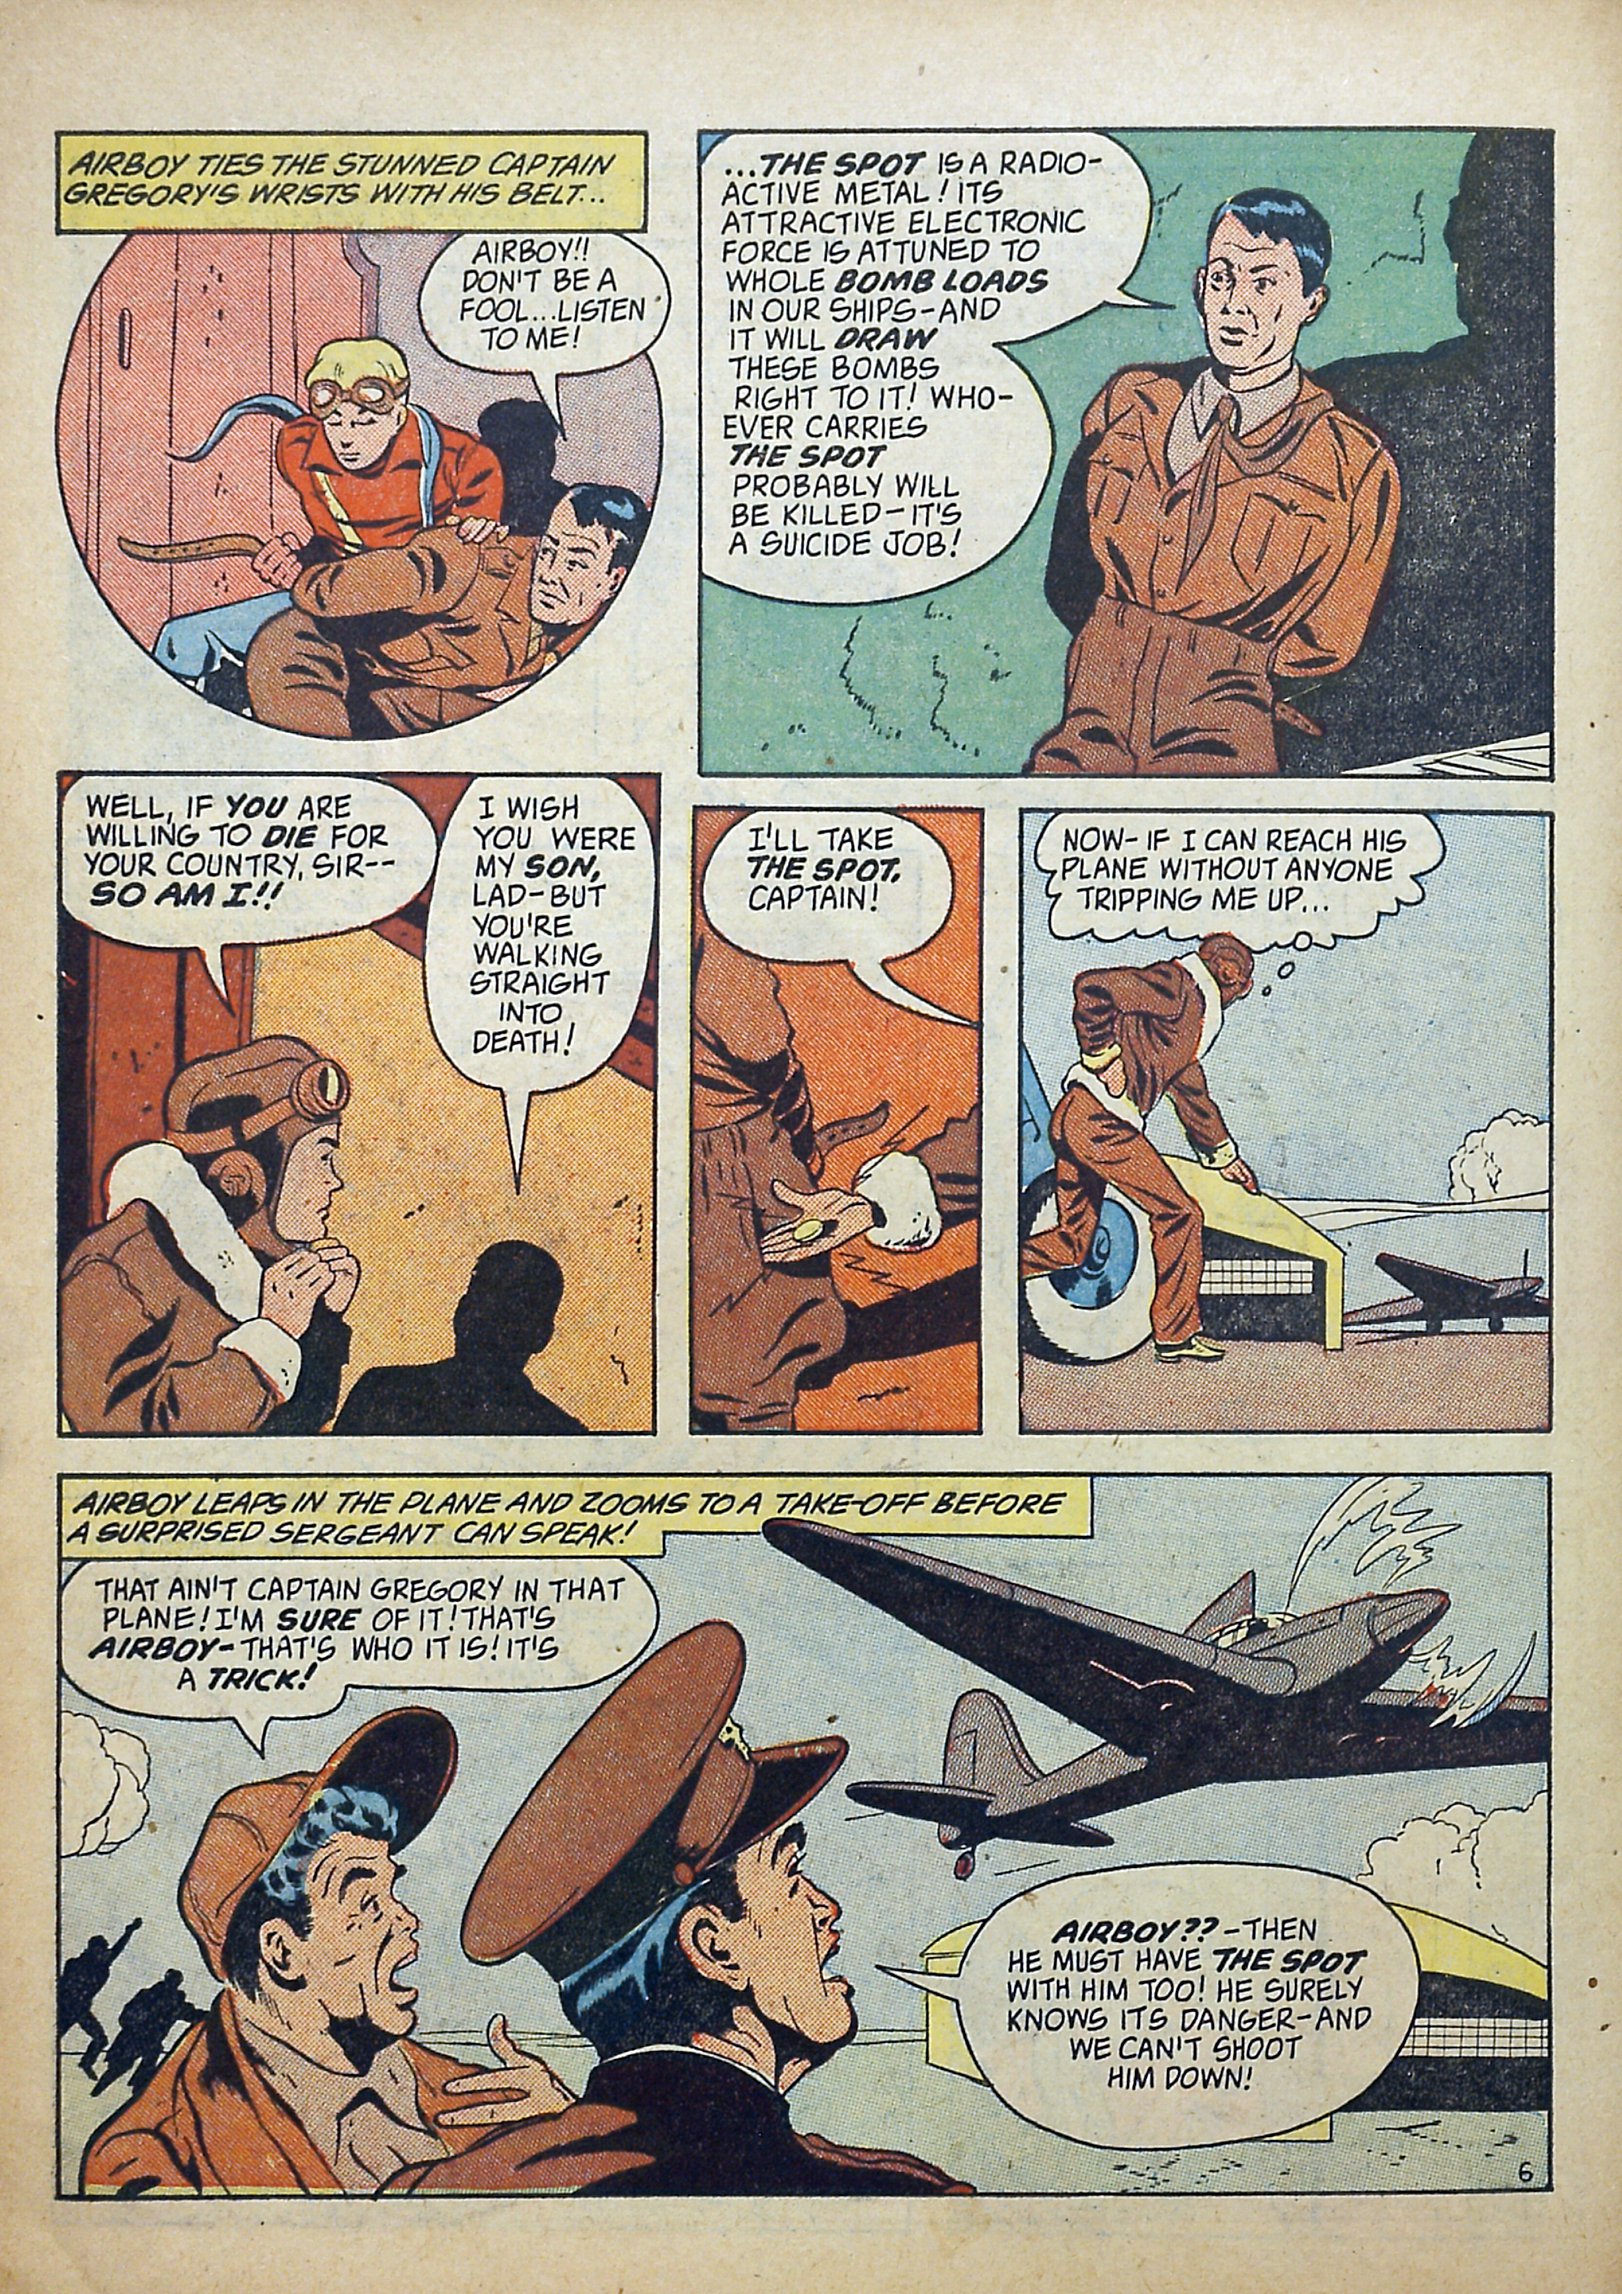 AIRBOY TIES THE STUNNED CAPTAIN
GREGORY'S WRISTS WITH HIS BELT...
AIRBOY!!
DON'T BE A
FOOL...LISTEN
TO ME!
...THE SPOT IS A RADIO-
ACTIVE METAL! ITS
ATTRACTIVE ELECTRONIC
FORCE IS ATTUNED TO
WHOLE BOMB LOADS
IN OUR SHIPS-AND
IT WILL DRAW
THESE BOMBS
RIGHT TO IT! WHO-
EVER CARRIES
THE SPOT
PROBABLY WILL
BE KILLED-IT'S
A SUICIDE JOB!
WELL, IF YOU ARE
WILLING TO DIE FOR
YOUR COUNTRY, SIR--
SO AM I!!
I WISH
YOU WERE
MY SON,
LAD-BUT
YOU'RE
WALKING
STRAIGHT
INTO
DEATH!
I'LL TAKE
THE SPOT,
CAPTAIN!
NOW- IF I CAN REACH HIS
PLANE WITHOUT ANYONE
TRIPPING ME UP...
AIRBOY LEAPS IN THE PLANE AND ZOOMS TO A TAKE-OFF BEFORE
A SURPRISED SERGEANT CAN SPEAK!
THAT AIN'T CAPTAIN GREGORY IN THAT
PLANE! I'M SURE OF IT! THAT'S
AIRBOY-THAT'S WHO IT IS! IT'S
A TRICK!
AIRBOY??-THEN
HE MUST HAVE THE SPOT
WITH HIM TOO! HE SURELY
KNOWS ITS DANGER-AND
WE CAN'T SHOOT
HIM DOWN!
6